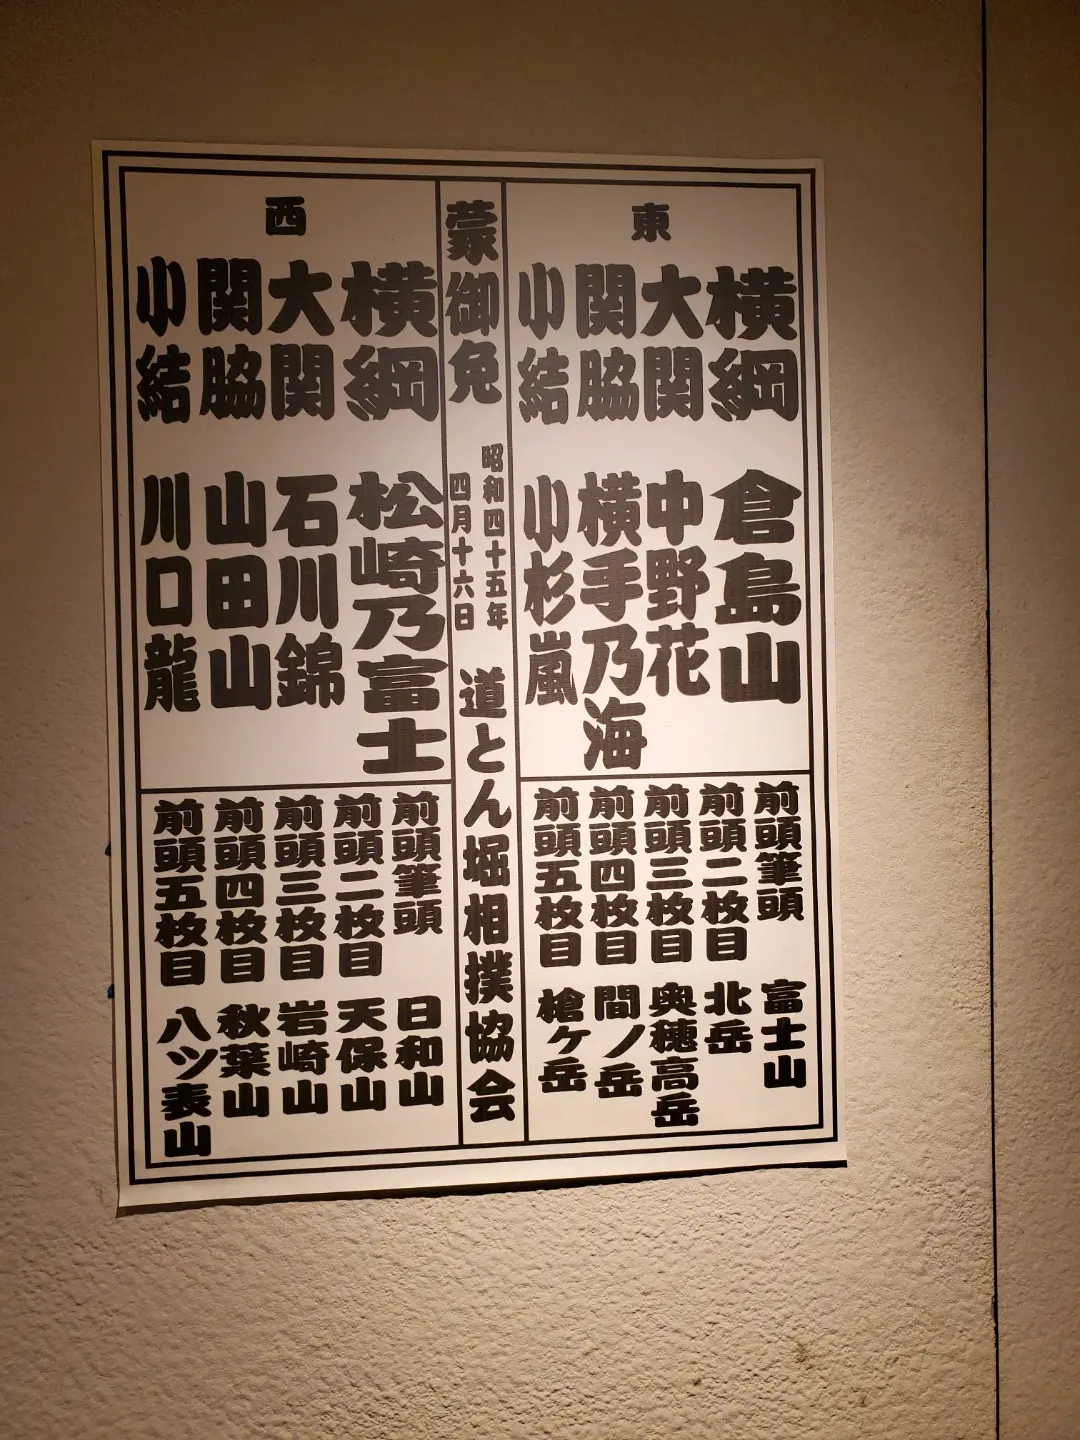 東
横綱 倉島山
大関 中野花
関脇 横手乃海
小結 小杉嵐
前頭筆頭 富士山
前頭二枚目 北岳
前頭三枚目 奥穂高岳
前頭四枚目 間ノ岳
前頭五枚目 槍ヶ岳
蒙御免
昭和四十五年
四月十六日
道とん堀相撲協会
西
横綱 松崎乃富士
大関 石川錦
関脇 山田山
小結 川口龍
前頭筆頭 日和山
前頭二枚目 天保山
前頭三枚目 岩崎山
前頭四枚目 秋葉山
前頭五枚目 八ツ表山